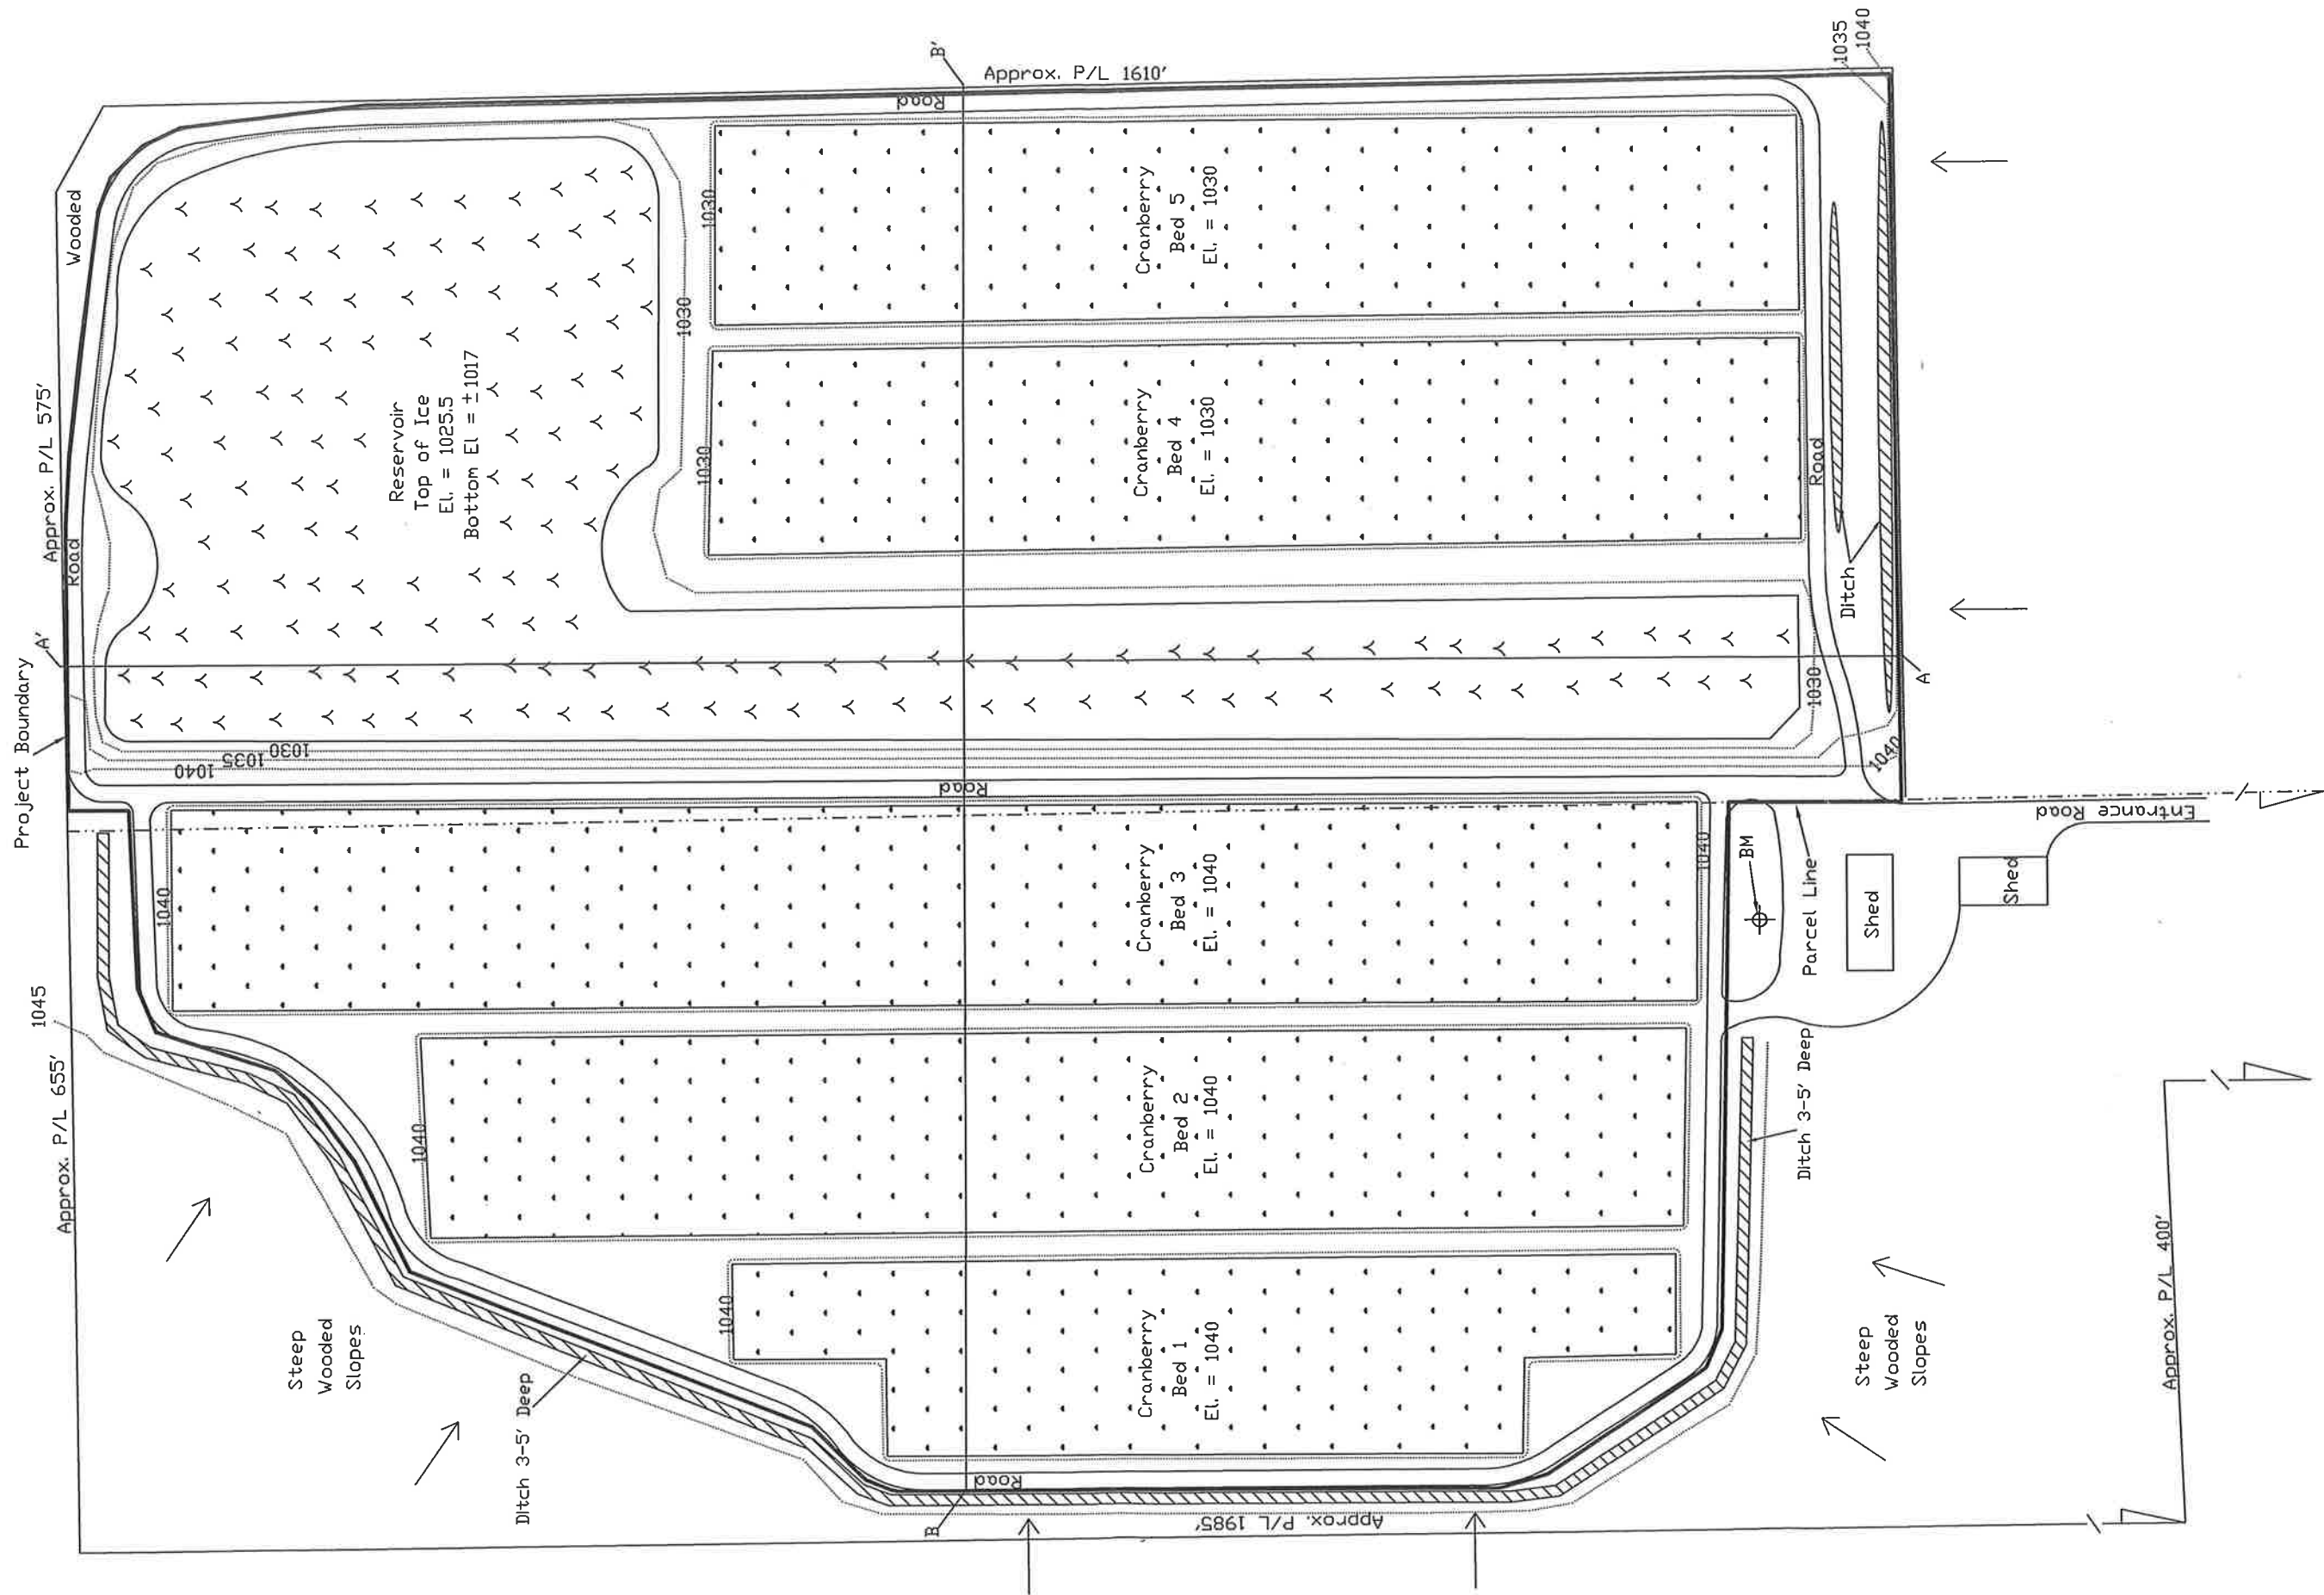 Project Boundary
A'
Approx. P/L 575'
Wooded
Road
Approx. P/L 655'
1045
1040
1035
1030
Reservoir
Top of Ice
El. = 1025.5
Bottom El = ±1017
1030
Road
B'
Approx. P/L 1610'
1035
1040
1030
Cranberry
Bed 5
El. = 1030
1030
Cranberry
Bed 4
El. = 1030
Road
Ditch
1030
A
1040
Road
Entrance Road
1040
Cranberry
Bed 3
El. = 1040
1040
BM
Parcel Line
Shed
Shed
1040
Cranberry
Bed 2
El. = 1040
Ditch 3-5' Deep
1040
Cranberry
Bed 1
El. = 1040
Steep
Wooded
Slopes
Ditch 3-5' Deep
Road
B
Approx. P/L 1985'
Steep
Wooded
Slopes
Approx. P/L 400'